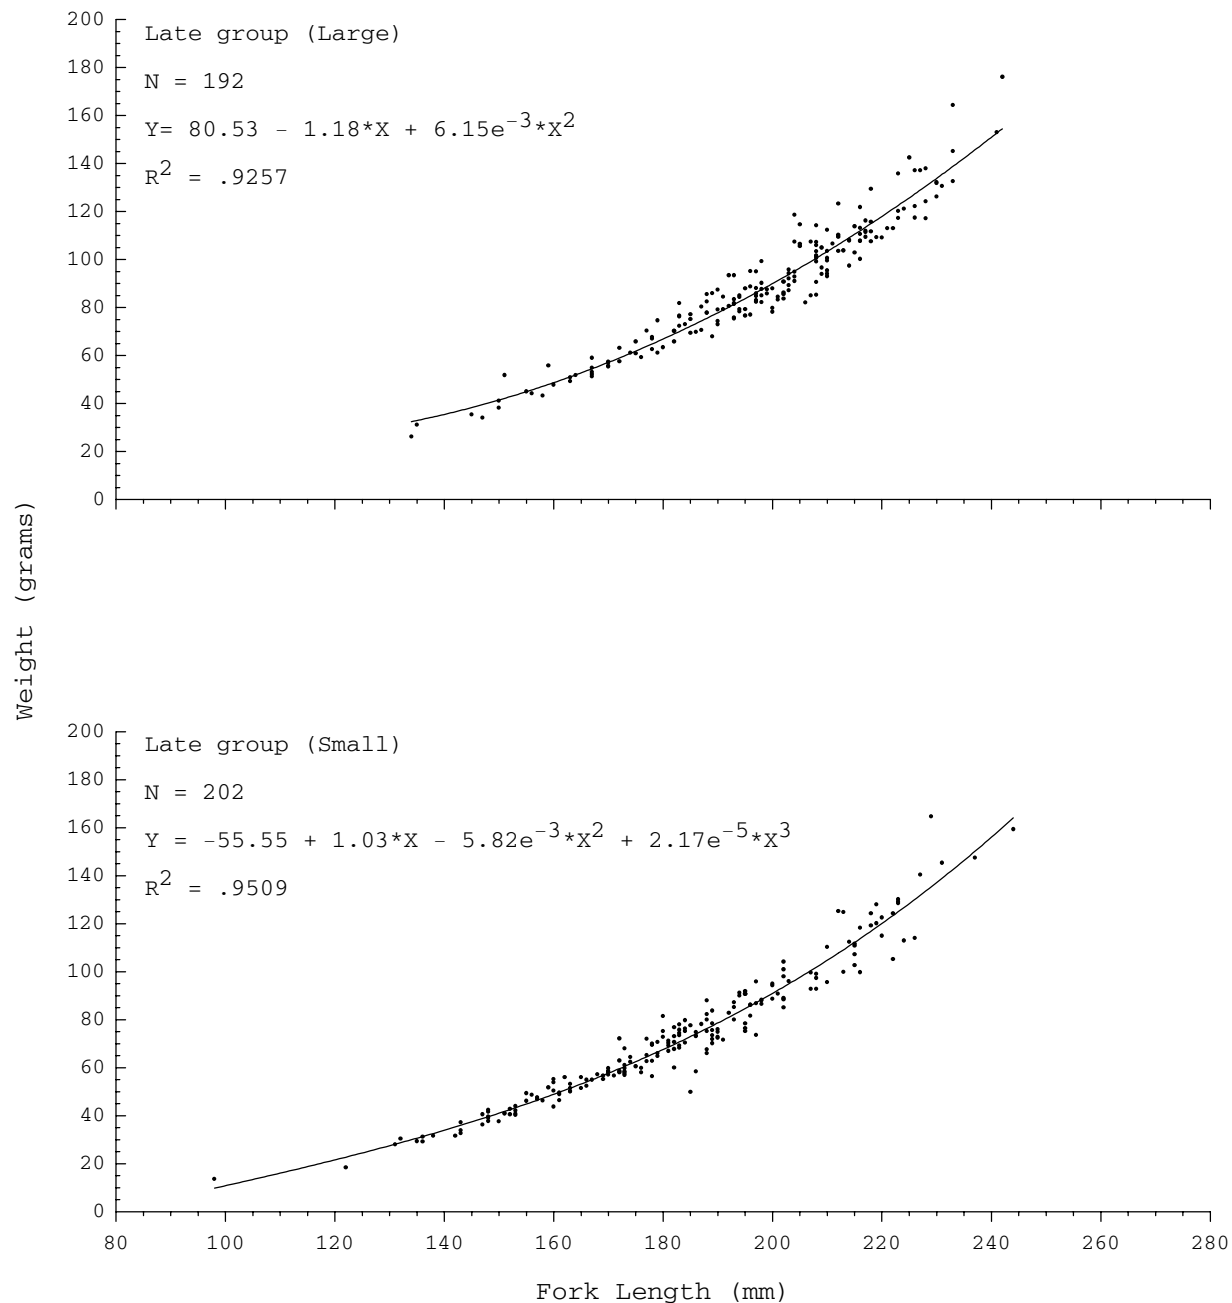 Weight (grams)
200
180
160
140
120
100
80
60
40
20
0
Late group (Large)
N = 192
Y= 80.53 - 1.18*X + 6.15e⁻³*X²
R² = .9257
200
180
160
140
120
100
80
60
40
20
0
Late group (Small)
N = 202
Y = -55.55 + 1.03*X - 5.82e⁻³*X² + 2.17e⁻⁵*X³
R² = .9509
80 100 120 140 160 180 200 220 240 260 280
Fork Length (mm)